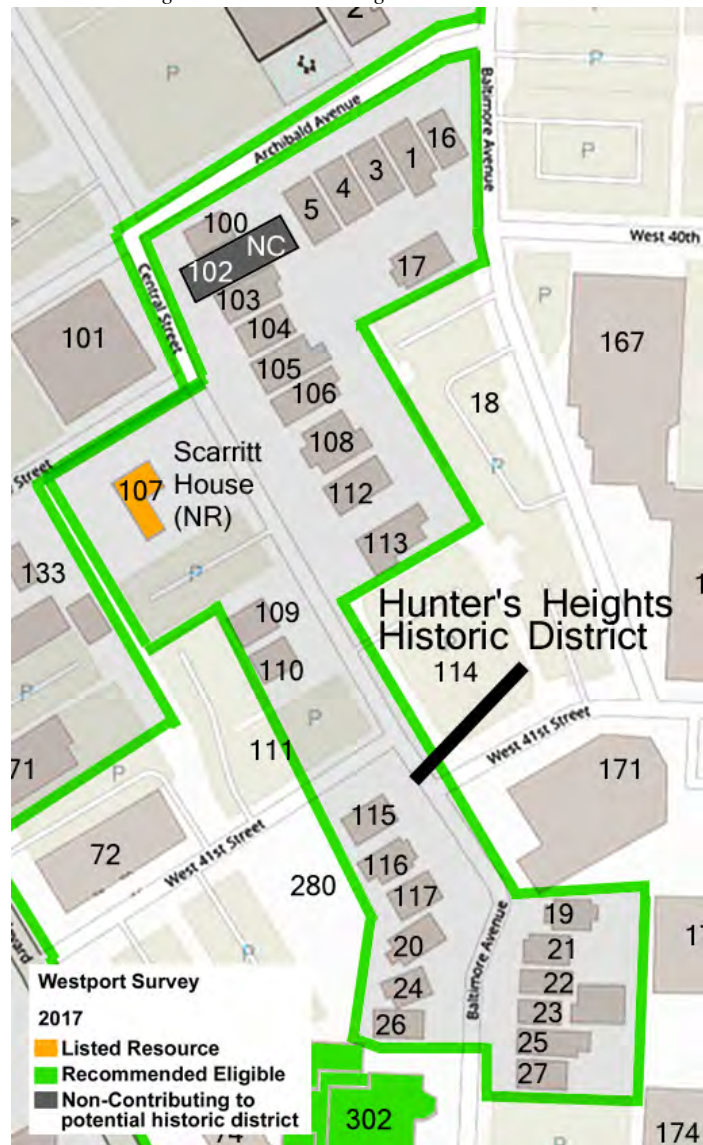 2
P
Archibald Avenue
Baltimore Avenue
P
P
16
1
3
4
5
100
NC
102
103
17
West 40th
Central Street
P
101
104
105
106
167
18
P
108
Street
Scarritt
House
(NR)
107
112
113
133
P
109
Hunter's Heights
Historic District
110
114
P
P
111
West 41st Street
71
P
171
115
72
West 41st Street
116
280
117
P
19
20
21
Baltimore Avenue
22
24
23
26
25
27
Westport Survey
2017
Listed Resource
Recommended Eligible
Non-Contributing to
potential historic district
302
P
174